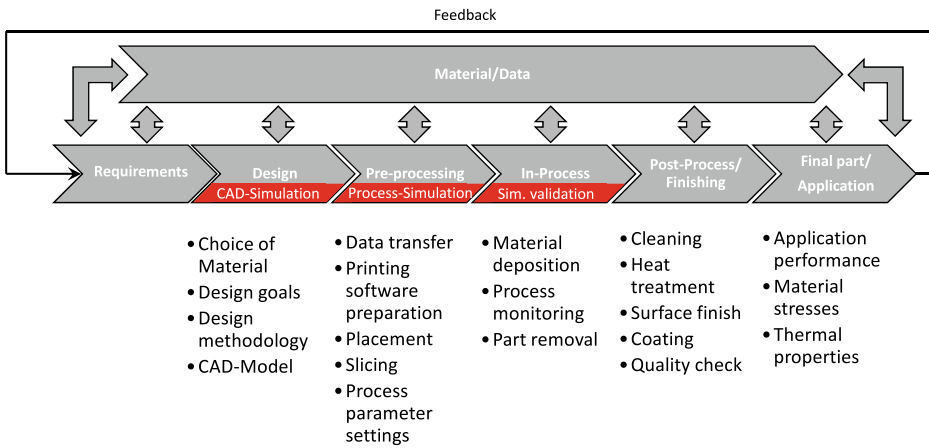 Feedback
Material/Data
Requirements
Design
CAD-Simulation
Pre-processing
Process-Simulation
In-Process
Sim. validation
Post-Process/
Finishing
Final part/
Application
• Choice of
Material
• Design goals
• Design
methodology
• CAD-Model
• Data transfer
• Printing
software
preparation
• Placement
• Slicing
• Process
parameter
settings
• Material
deposition
• Process
monitoring
• Part removal
• Cleaning
• Heat
treatment
• Surface finish
• Coating
• Quality check
• Application
performance
• Material
stresses
• Thermal
properties